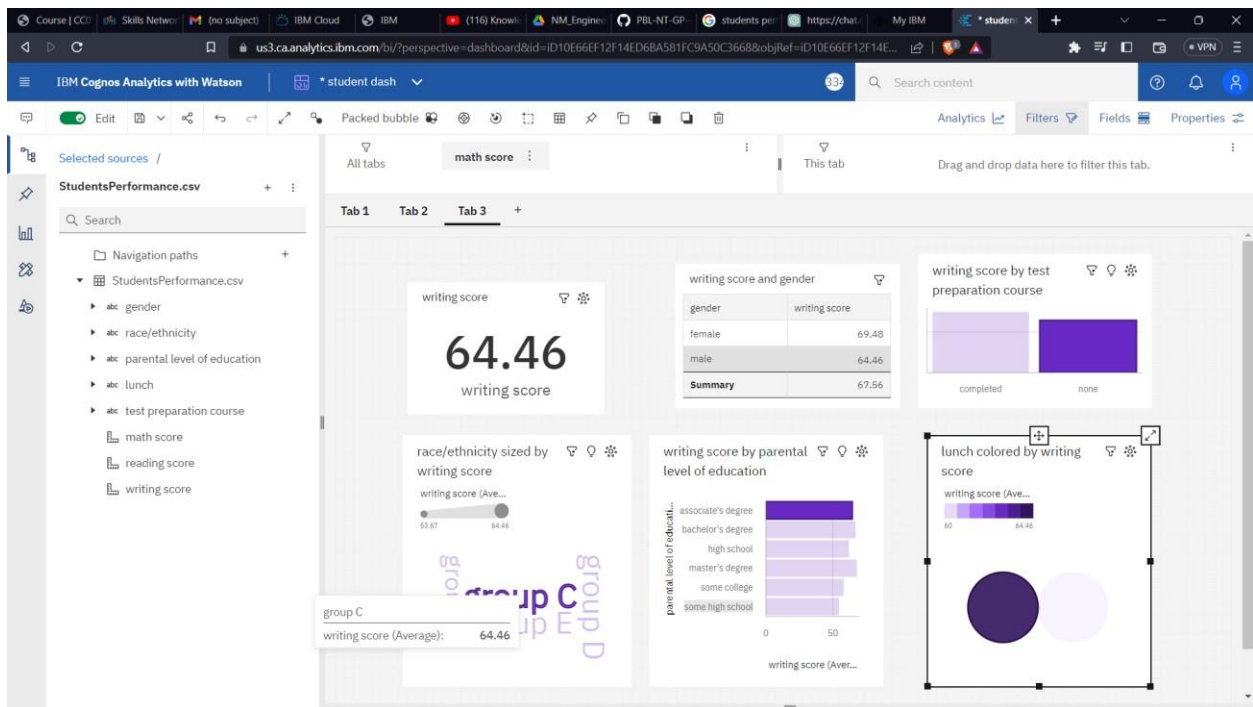 Course | CC
Skills Networ
(no subject)
IBM Cloud
IBM
(116) Knowle
NM_Enginee
PBL-NT-GP-
students per
https://chat.
My IBM
* studen
us3.ca.analytics.ibm.com/bi/?perspective=dashboard&id=iD10E66EF12F14ED6BA581FC9A50C3668&objRef=iD10E66EF12F14E...
VPN
IBM Cognos Analytics with Watson
* student dash
334
Search content
Edit
Packed bubble
Analytics
Filters
Fields
Properties
Selected sources /
StudentsPerformance.csv
Search
Navigation paths
StudentsPerformance.csv
abc gender
abc race/ethnicity
abc parental level of education
abc lunch
abc test preparation course
math score
reading score
writing score
All tabs
math score
This tab
Drag and drop data here to filter this tab.
Tab 1 Tab 2 Tab 3 +
writing score
64.46
writing score
writing score and gender
gender writing score
female 69.48
male 64.46
Summary 67.56
writing score by test
preparation course
completed none
race/ethnicity sized by
writing score
writing score (Ave...
53.67 64.46
group C
group E
group D
group C
writing score (Average): 64.46
writing score by parental
level of education
parental level of educati...
associate's degree
bachelor's degree
high school
master's degree
some college
some high school
0 50
writing score (Aver...
lunch colored by writing
score
writing score (Ave...
60 64.46